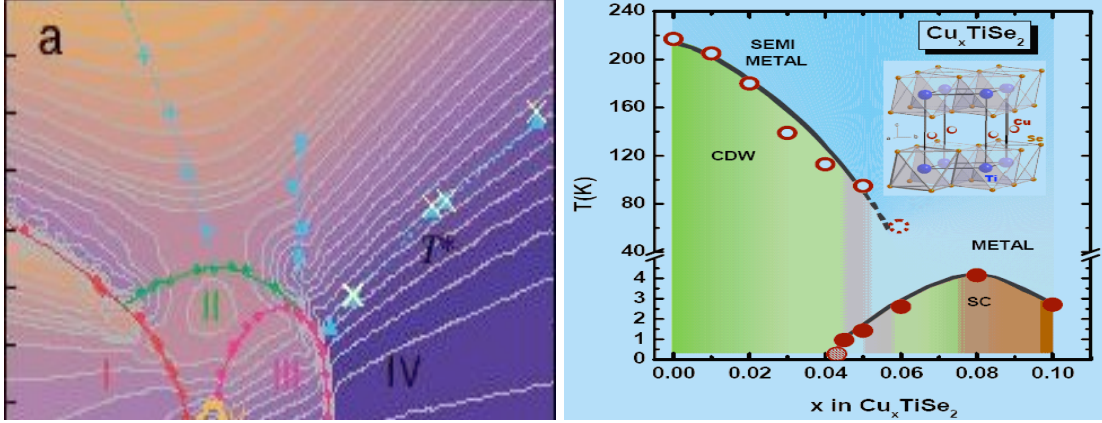 a
II
T*
I
III
IV
240
200
160
120
80
40
4
3
2
1
0
T(K)
SEMI
METAL
CDW
METAL
SC
Cu
Se
Ti
CuₓTiSe₂
0.00 0.02 0.04 0.06 0.08 0.10
x in CuₓTiSe₂